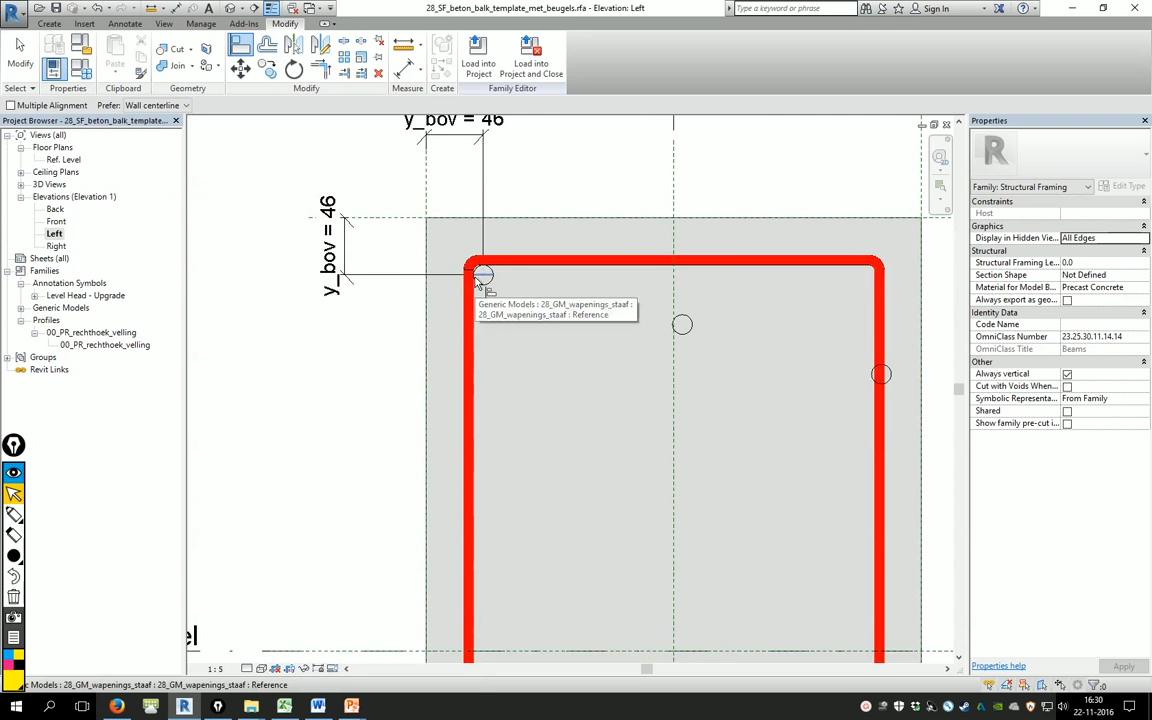 28_SF_beton_balk_template_met_beugels.rfa - Elevation: Left
Type a keyword or phrase
Sign In
File
Home
Insert
Annotate
View
Manage
Add-Ins
Modify
Modify
Paste
Cut
Join
Load into
Project
Load into
Project and Close
Select
Properties
Clipboard
Geometry
Modify
Measure
Create
Family Editor
Multiple Alignment
Prefer:
Wall centerline
Project Browser - 28_SF_beton_balk_template...
Views (all)
Floor Plans
Ref. Level
Ceiling Plans
3D Views
Elevations (Elevation 1)
Back
Front
Left
Right
Sheets (all)
Families
Annotation Symbols
Level Head - Upgrade
Generic Models
Profiles
00_PR_rechthoek_velling
00_PR_rechthoek_velling
Groups
Revit Links
y_bov = 46
y_bov = 46
Generic Models : 28_GM_wapenings_staaf :
28_GM_wapenings_staaf : Reference
el
1 : 5
Properties
Family: Structural Framing
Edit Type
Constraints
Host
Graphics
Display in Hidden Vie...
All Edges
Structural
Structural Framing Le...
0.0
Section Shape
Not Defined
Material for Model B...
Precast Concrete
Always export as geo...
Identity Data
Code Name
OmniClass Number
23.25.30.11.14.14
OmniClass Title
Beams
Other
Always vertical
Cut with Voids When...
Symbolic Representa...
From Family
Shared
Show family pre-cut i...
Properties help
Apply
c Models : 28_GM_wapenings_staaf : 28_GM_wapenings_staaf : Reference
:0
16:30
22-11-2016